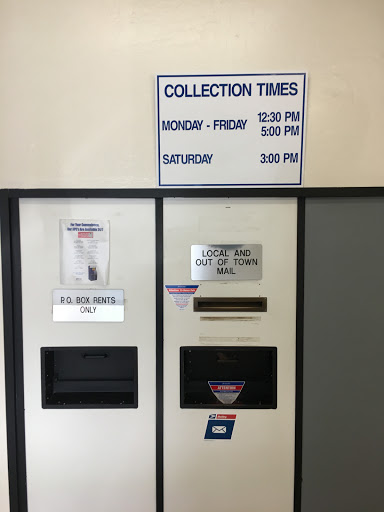 COLLECTION TIMES
MONDAY - FRIDAY 12:30 PM
5:00 PM
SATURDAY 3:00 PM
LOCAL AND
OUT OF TOWN
MAIL
P.O. BOX RENTS
ONLY
ATTENTION